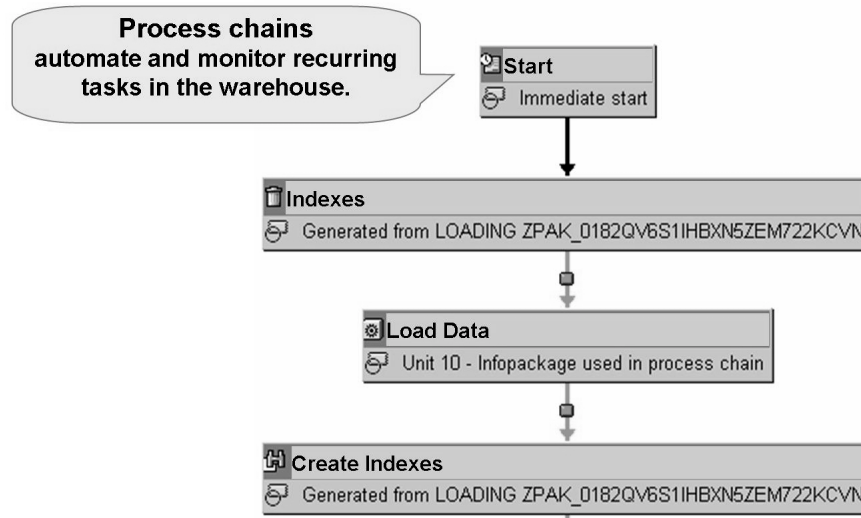 Process chains
automate and monitor recurring
tasks in the warehouse.
Start
Immediate start
Indexes
Generated from LOADING ZPAK_0182QV6S1IHBXN5ZEM722KCVN
Load Data
Unit 10 - Infopackage used in process chain
Create Indexes
Generated from LOADING ZPAK_0182QV6S1IHBXN5ZEM722KCVN